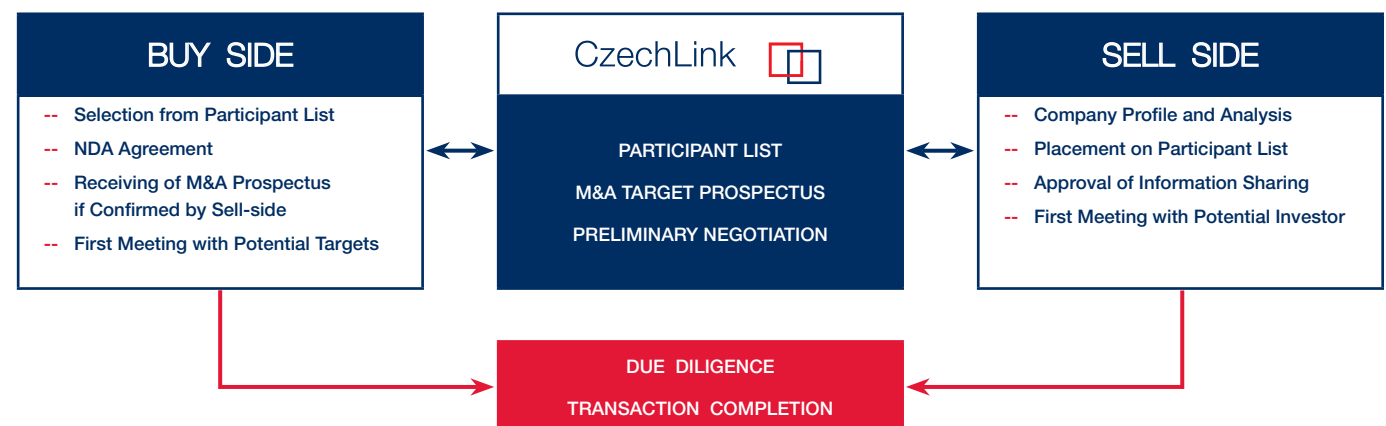 BUY SIDE
-- Selection from Participant List
-- NDA Agreement
-- Receiving of M&A Prospectus
if Confirmed by Sell-side
-- First Meeting with Potential Targets
CzechLink
PARTICIPANT LIST
M&A TARGET PROSPECTUS
PRELIMINARY NEGOTIATION
SELL SIDE
-- Company Profile and Analysis
-- Placement on Participant List
-- Approval of Information Sharing
-- First Meeting with Potential Investor
DUE DILIGENCE
TRANSACTION COMPLETION